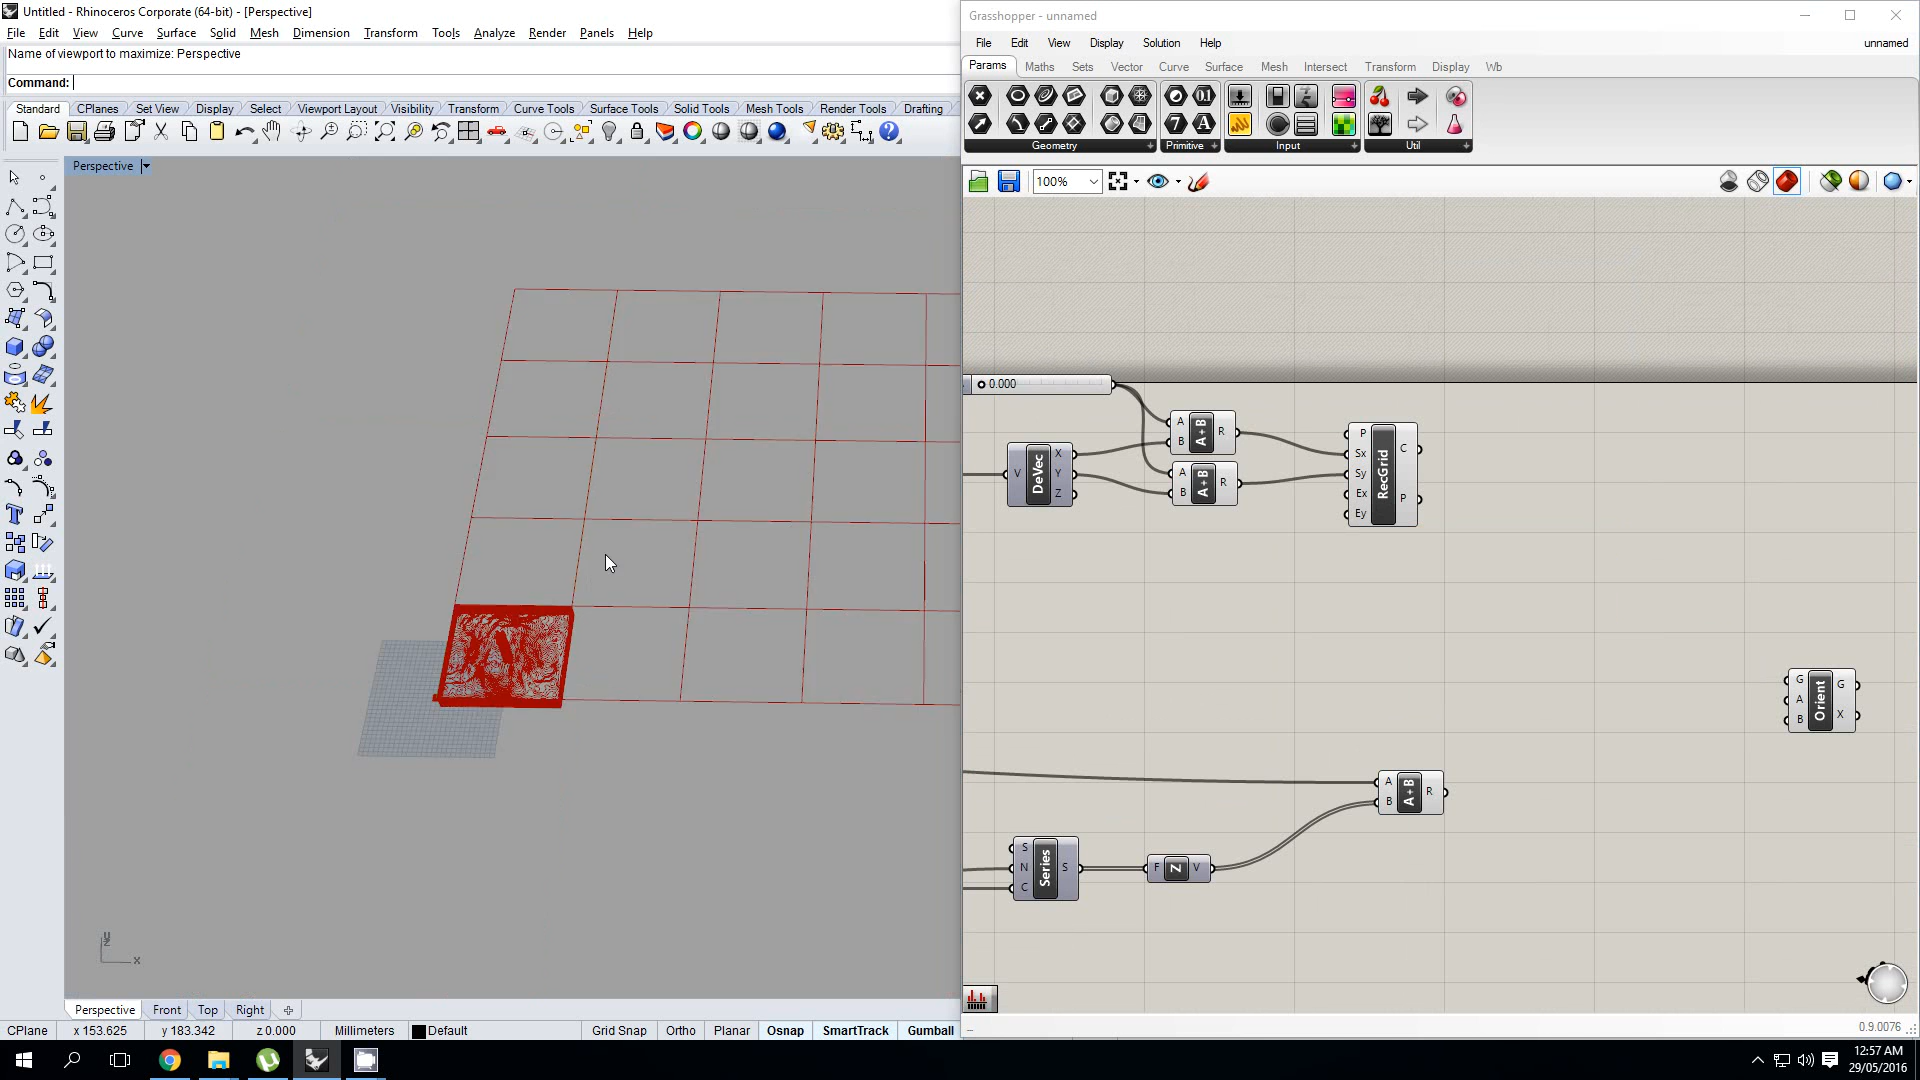 Untitled - Rhinoceros Corporate (64-bit) - [Perspective]
File Edit View Curve Surface Solid Mesh Dimension Transform Tools Analyze Render Panels Help
Name of viewport to maximize: Perspective
Command:
Standard CPlanes Set View Display Select Viewport Layout Visibility Transform Curve Tools Surface Tools Solid Tools Mesh Tools Render Tools Drafting
Perspective
y
z
x
Perspective Front Top Right
CPlane x 153.625 y 183.342 z 0.000 Millimeters Default Grid Snap Ortho Planar Osnap SmartTrack Gumball
Grasshopper - unnamed
File Edit View Display Solution Help unnamed
Params Maths Sets Vector Curve Surface Mesh Intersect Transform Display Wb
Geometry Primitive Input Util
100%
0.000
V DeVec X Y Z
A B A+B R
A B A+B R
P Sx Sy Ex Ey RecGrid C P
G A B Orient G X
A B A+B R
S N C Series S
F Z V
0.9.0076
12:57 AM
29/05/2016